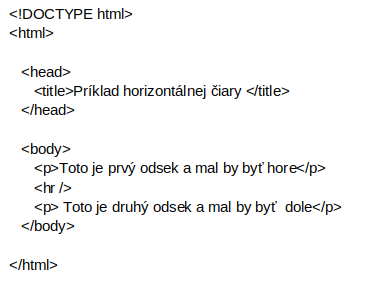 <!DOCTYPE html>
<html>
<head>
<title>Príklad horizontálnej čiary </title>
</head>
<body>
<p>Toto je prvý odsek a mal by byť hore</p>
<hr />
<p> Toto je druhý odsek a mal by byť  dole</p>
</body>
</html>